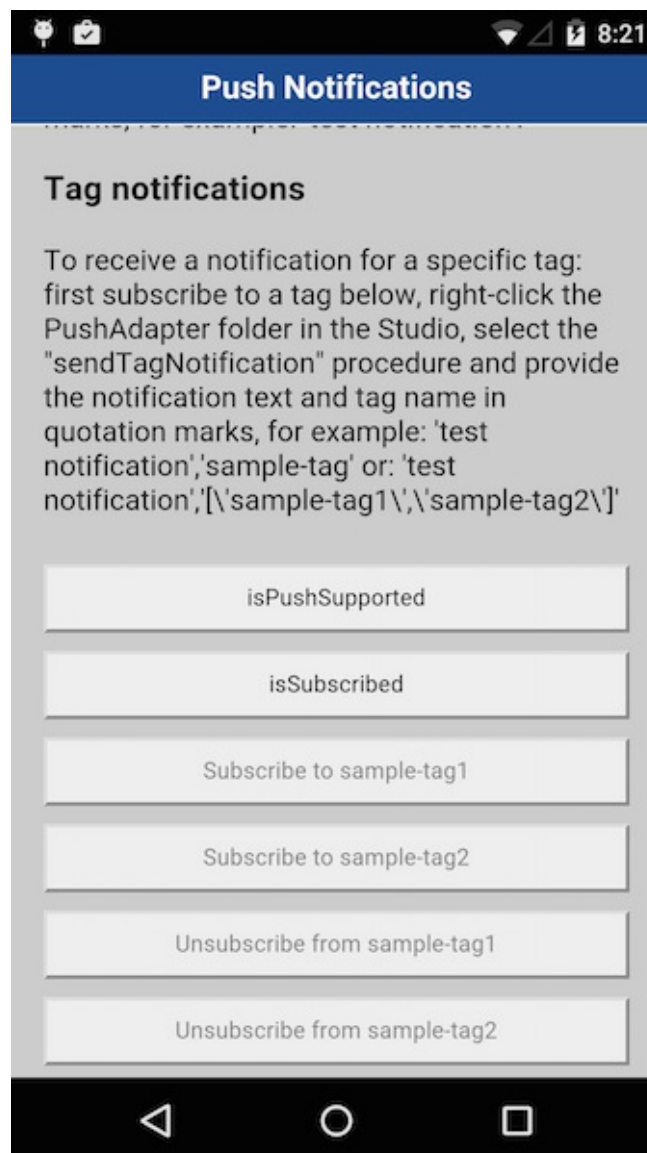 8:21
Push Notifications
Tag notifications
To receive a notification for a specific tag:
first subscribe to a tag below, right-click the
PushAdapter folder in the Studio, select the
"sendTagNotification" procedure and provide
the notification text and tag name in
quotation marks, for example: 'test
notification','sample-tag' or: 'test
notification','[\'sample-tag1\',\'sample-tag2\']'
isPushSupported
isSubscribed
Subscribe to sample-tag1
Subscribe to sample-tag2
Unsubscribe from sample-tag1
Unsubscribe from sample-tag2